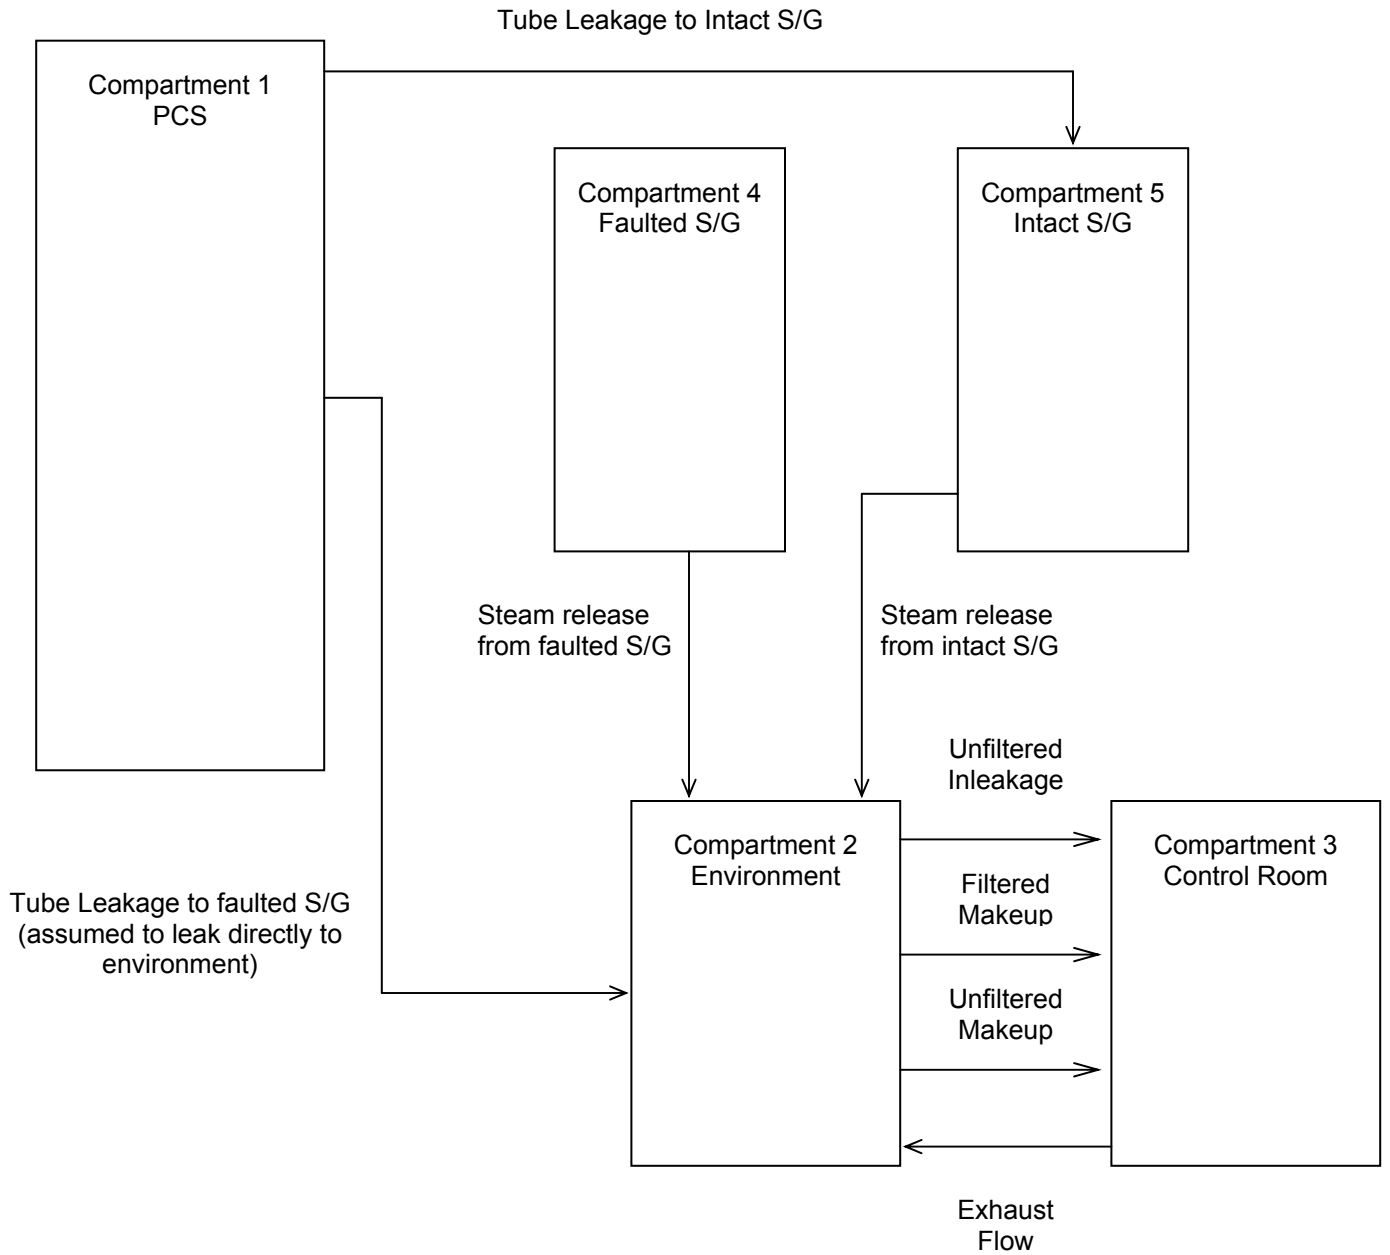 Tube Leakage to Intact S/G
Compartment 1
PCS
Compartment 4
Faulted S/G
Compartment 5
Intact S/G
Steam release
from faulted S/G
Steam release
from intact S/G
Unfiltered
Inleakage
Compartment 2
Environment
Compartment 3
Control Room
Filtered
Makeup
Tube Leakage to faulted S/G
(assumed to leak directly to
environment)
Unfiltered
Makeup
Exhaust
Flow